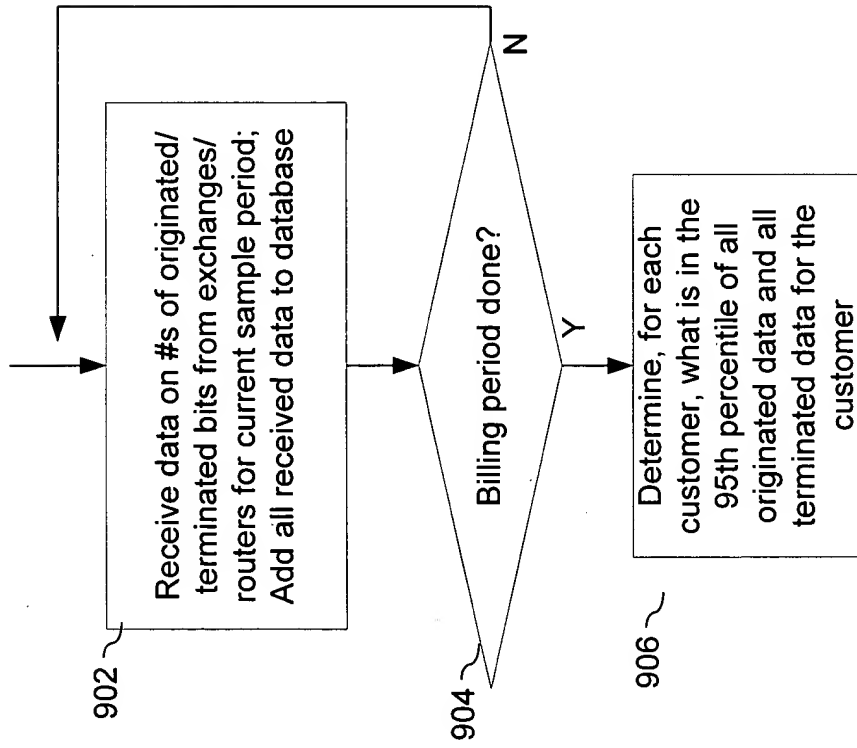 902
Receive data on #s of originated/
terminated bits from exchanges/
routers for current sample period;
Add all received data to database
904
Billing period done?
N
Y
906
Determine, for each
customer, what is in the
95th percentile of all
originated data and all
terminated data for the
customer